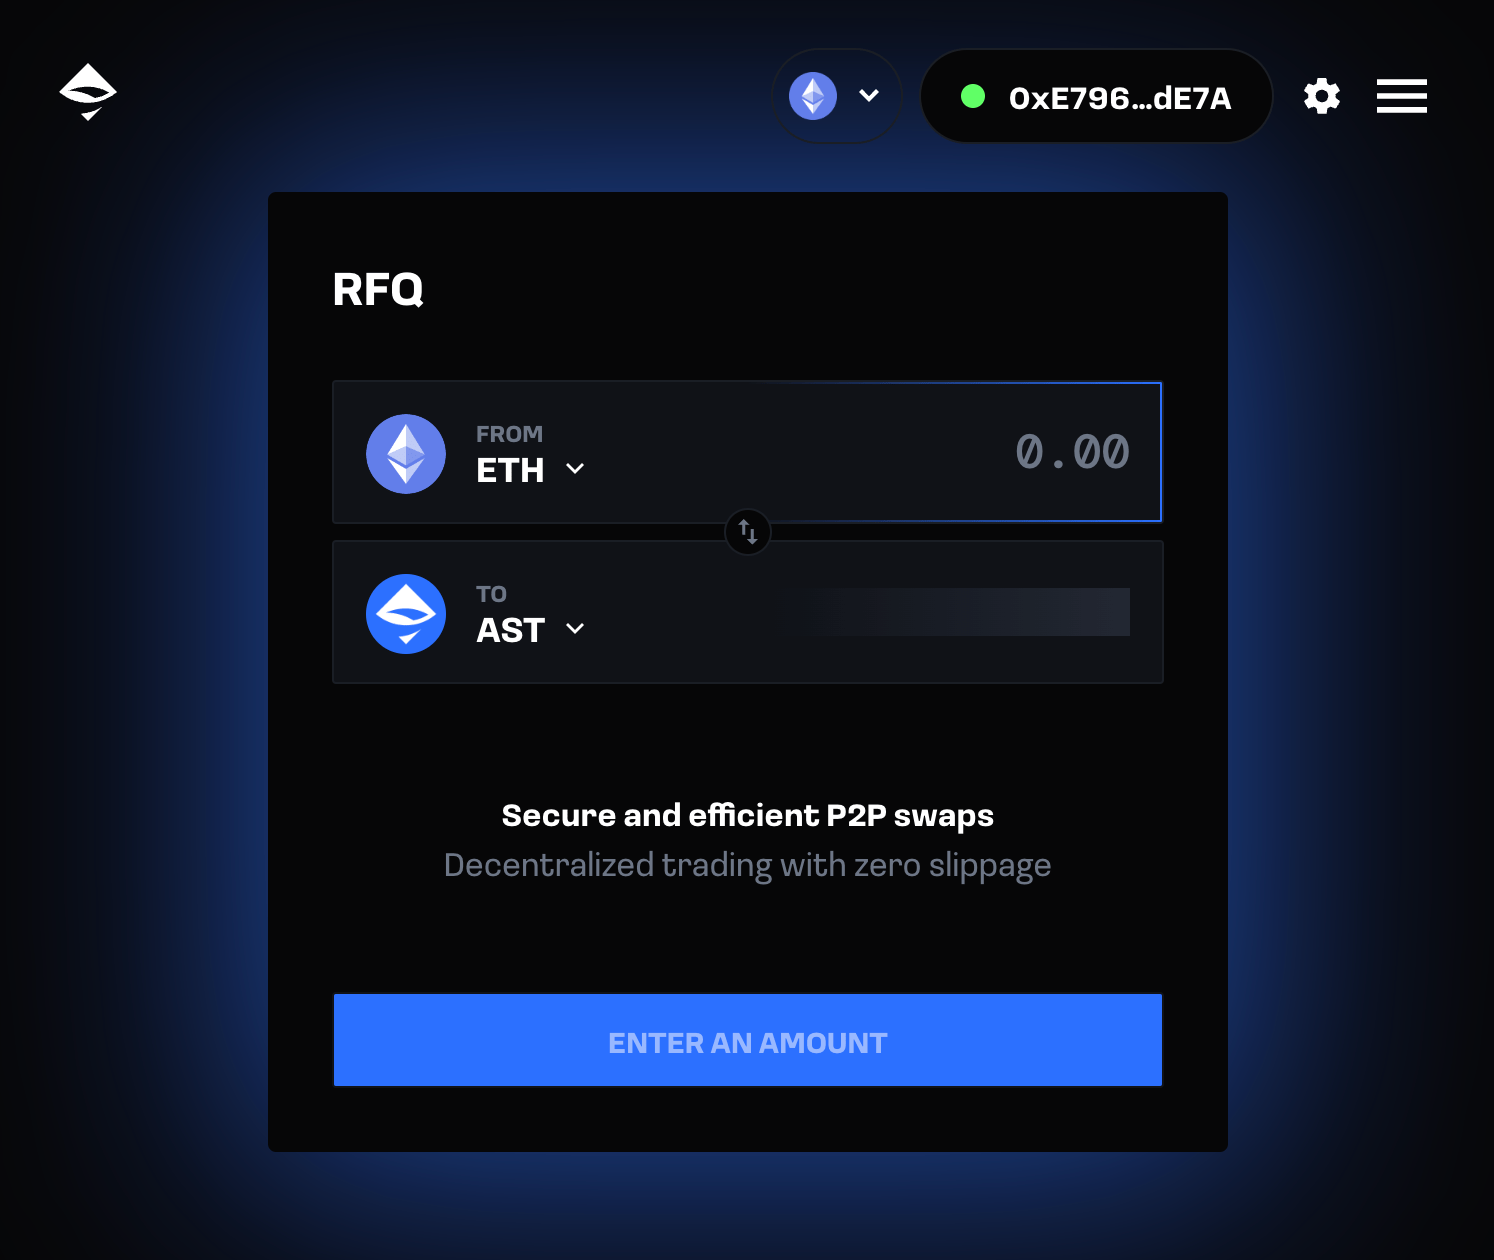 0xE796...dE7A
RFQ
FROM
ETH
0.00
TO
AST
Secure and efficient P2P swaps
Decentralized trading with zero slippage
ENTER AN AMOUNT